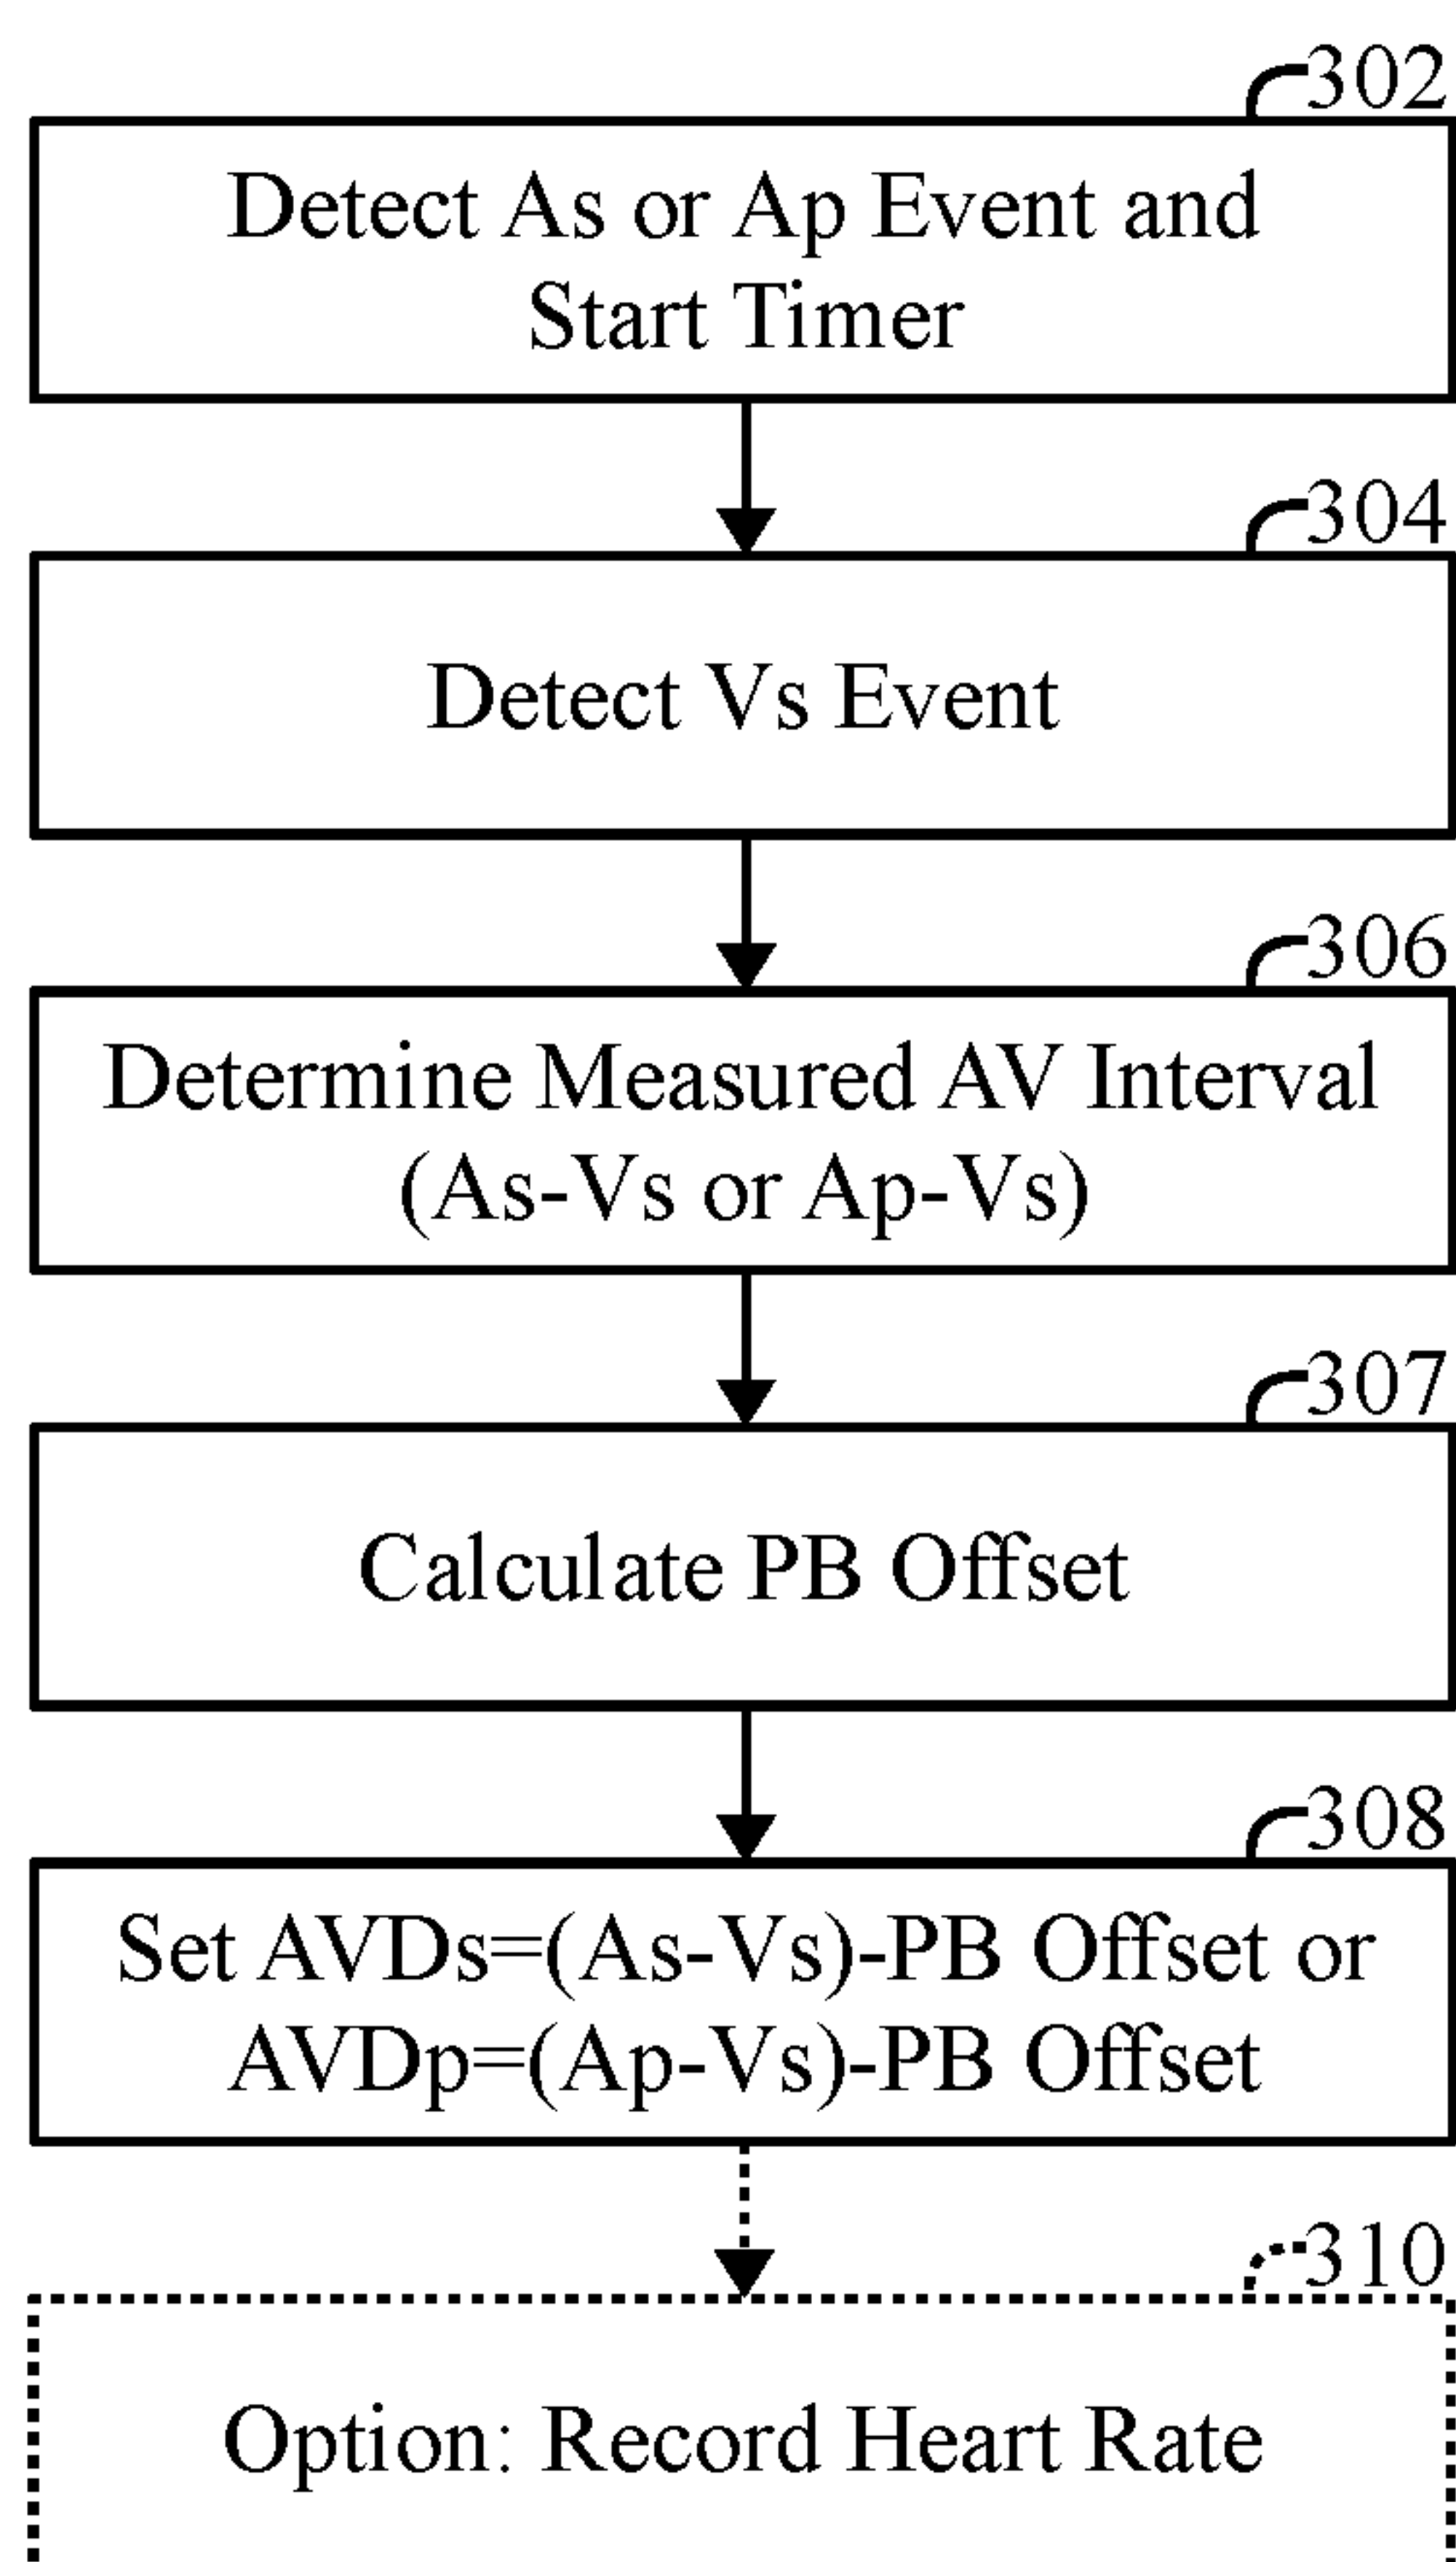 302
Detect As or Ap Event and
Start Timer
304
Detect Vs Event
306
Determine Measured AV Interval
(As-Vs or Ap-Vs)
307
Calculate PB Offset
308
Set AVDs=(As-Vs)-PB Offset or
AVDp=(Ap-Vs)-PB Offset
310
Option: Record Heart Rate